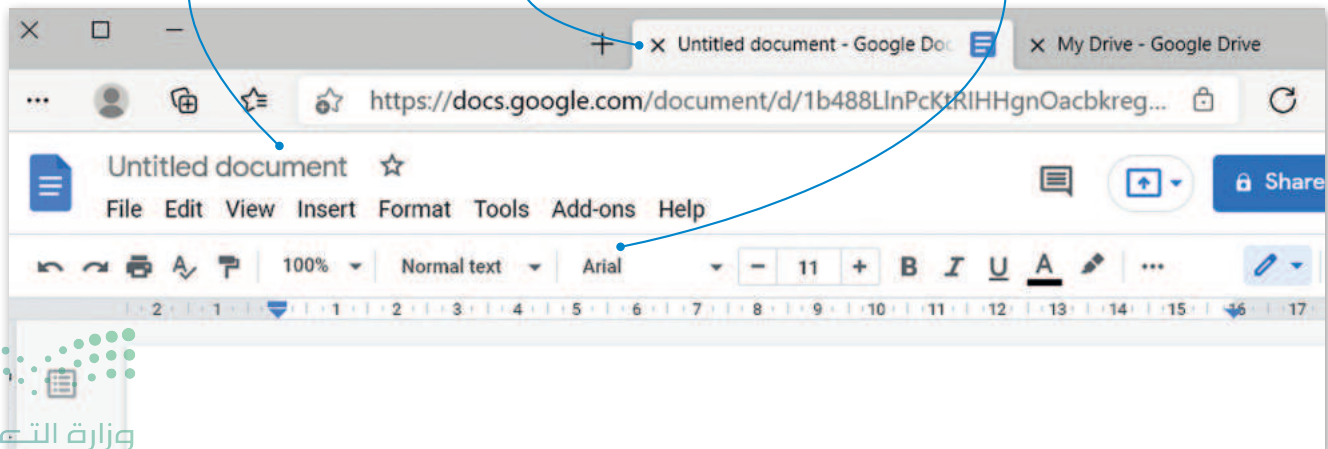 Untitled document - Google Doc
My Drive - Google Drive
https://docs.google.com/document/d/1b488LlnPcKtRIHHgnOacbkreg...
Untitled document
Share
File Edit View Insert Format Tools Add-ons Help
100% Normal text Arial - 11 + B I U A ...
2 1 1 2 3 4 5 6 7 8 9 10 11 12 13 14 15 16 17
وزارة التع